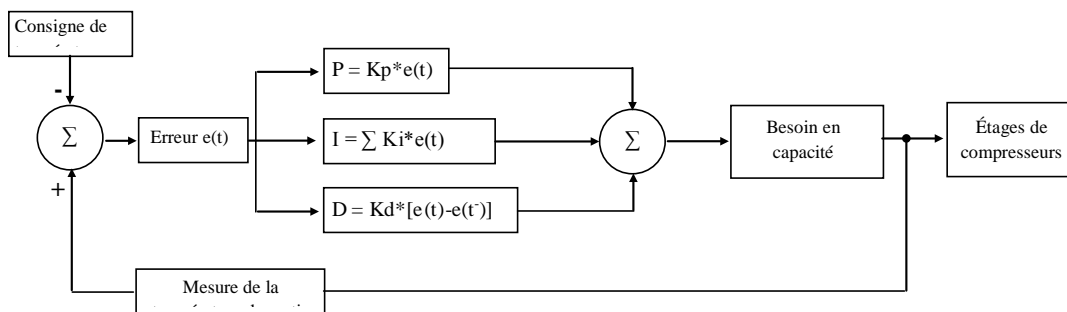 Consigne de
-
Σ
+
Erreur e(t)
P = Kp*e(t)
I = ∑ Ki*e(t)
D = Kd*[e(t)-e(t⁻)]
Σ
Besoin en
capacité
Étages de
compresseurs
Mesure de la